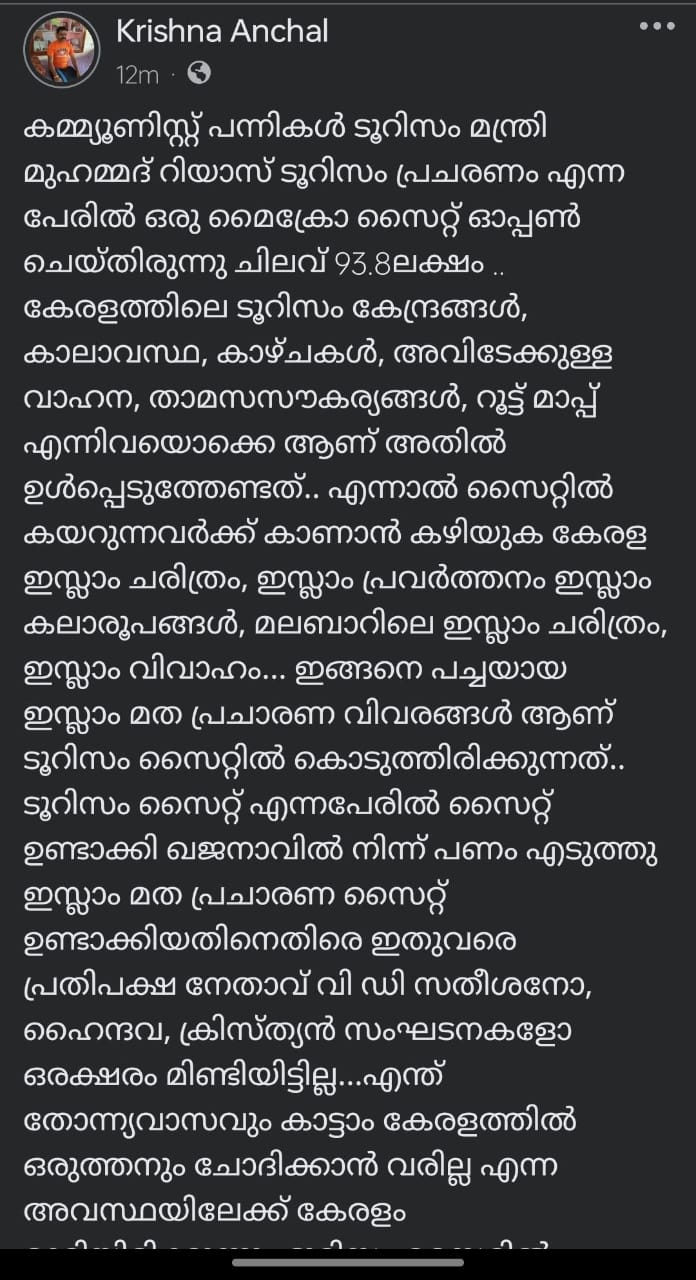 Krishna Anchal
12m ·
കമ്മ്യൂണിസ്റ്റ് പന്നികൾ ടൂറിസം മന്ത്രി
മുഹമ്മദ് റിയാസ് ടൂറിസം പ്രചരണം എന്ന
പേരിൽ ഒരു മൈക്രോ സൈറ്റ് ഓപ്പൺ
ചെയ്തിരുന്നു ചിലവ് 93.8ലക്ഷം ..
കേരളത്തിലെ ടൂറിസം കേന്ദ്രങ്ങൾ,
കാലാവസ്ഥ, കാഴ്ചകൾ, അവിടേക്കുള്ള
വാഹന, താമസസൗകര്യങ്ങൾ, റൂട്ട് മാപ്പ്
എന്നിവയൊക്കെ ആണ് അതിൽ
ഉൾപ്പെടുത്തേണ്ടത്.. എന്നാൽ സൈറ്റിൽ
കയറുന്നവർക്ക് കാണാൻ കഴിയുക കേരള
ഇസ്ലാം ചരിത്രം, ഇസ്ലാം പ്രവർത്തനം ഇസ്ലാം
കലാരൂപങ്ങൾ, മലബാറിലെ ഇസ്ലാം ചരിത്രം,
ഇസ്ലാം വിവാഹം... ഇങ്ങനെ പച്ചയായ
ഇസ്ലാം മത പ്രചാരണ വിവരങ്ങൾ ആണ്
ടൂറിസം സൈറ്റിൽ കൊടുത്തിരിക്കുന്നത്..
ടൂറിസം സൈറ്റ് എന്നപേരിൽ സൈറ്റ്
ഉണ്ടാക്കി ഖജനാവിൽ നിന്ന് പണം എടുത്തു
ഇസ്ലാം മത പ്രചാരണ സൈറ്റ്
ഉണ്ടാക്കിയതിനെതിരെ ഇതുവരെ
പ്രതിപക്ഷ നേതാവ് വി ഡി സതീശനോ,
ഹൈന്ദവ, ക്രിസ്ത്യൻ സംഘടനകളോ
ഒരക്ഷരം മിണ്ടിയിട്ടില്ല...എന്ത്
തോന്ന്യവാസവും കാട്ടാം കേരളത്തിൽ
ഒരുത്തനും ചോദിക്കാൻ വരില്ല എന്ന
അവസ്ഥയിലേക്ക് കേരളം